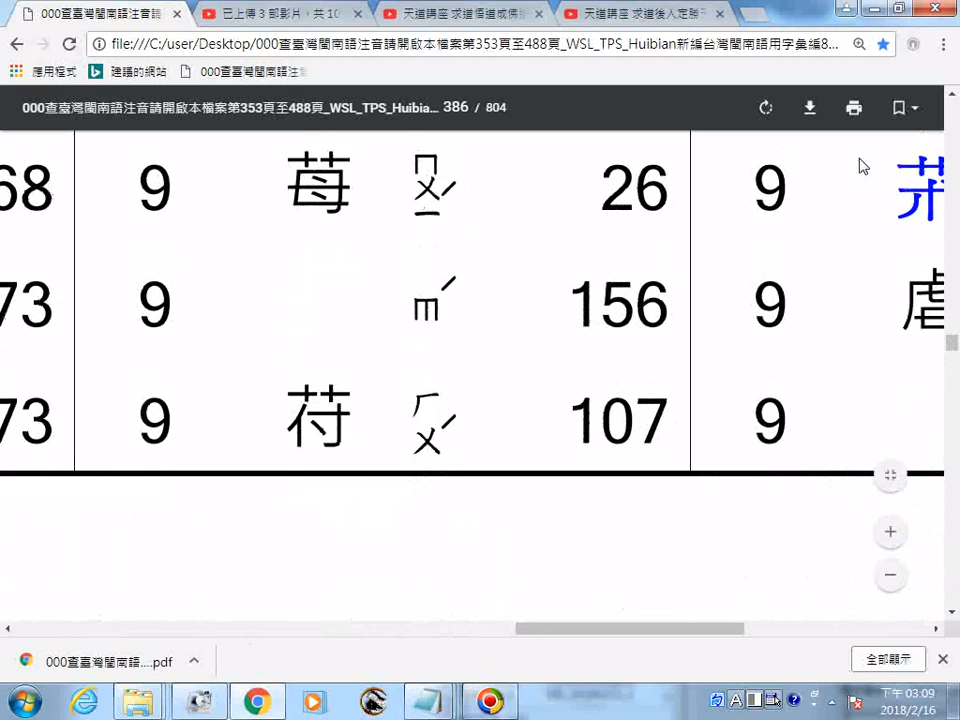 000查臺灣閩南語注音請
已上傳 3 部影片，共 10
天道講座 求道悟道成佛
天道講座 求道後人定勝
file:///C:/user/Desktop/000查臺灣閩南語注音請開啟本檔案第353頁至488頁_WSL_TPS_Huibian新編台灣閩南語用字彙編8...
應用程式
建議的網站
000查臺灣閩南語注音
000查臺灣閩南語注音請開啟本檔案第353頁至488頁_WSL_TPS_Huibia... 386 / 804
68 9 莓 ㄇㄨㄧˊ 26 9
73 9 ㆬˊ 156 9 虐
73 9 苻 ㄏㄨˊ 107 9
000查臺灣閩南語....pdf
全部顯示
下午 03:09
2018/2/16